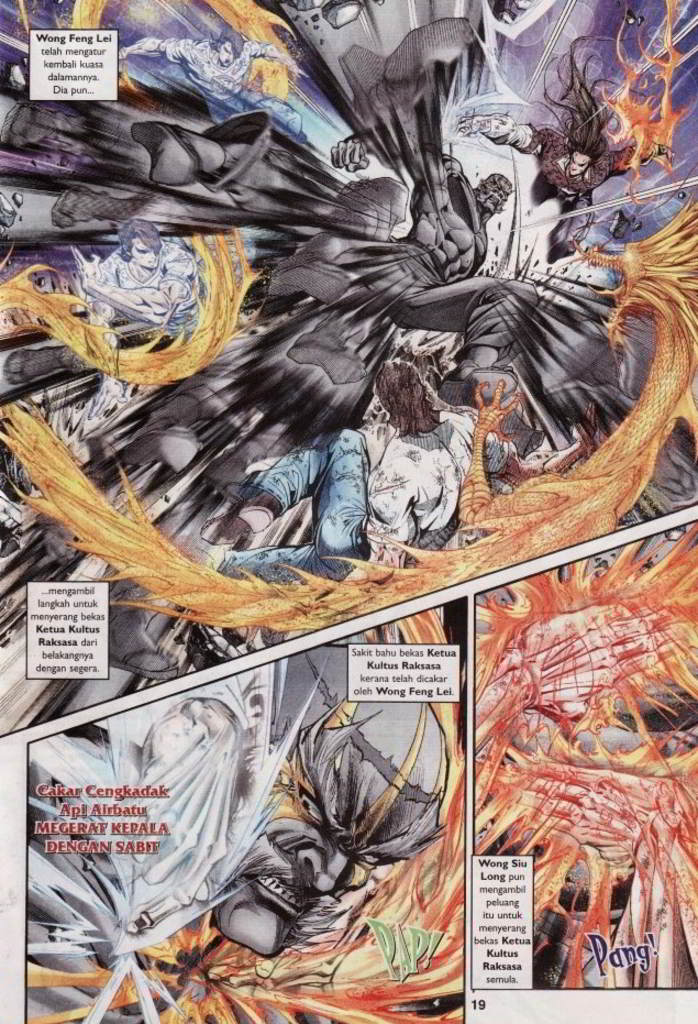 Wong Feng Lei
telah mengatur
kembali kuasa
dalamannya.
Dia pun...
...mengambil
langkah untuk
menyerang bekas
Ketua Kultus
Raksasa dari
belakangnya
dengan segera.
Sakit bahu bekas Ketua
Kultus Raksasa
kerana telah dicakar
oleh Wong Feng Lei.
Cakar Cengkadak
Api Airbatu
MEGERAT KEPALA
DENGAN SABIT
PAP!
Wong Siu
Long pun
mengambil
peluang
itu untuk
menyerang
bekas Ketua
Kultus
Raksasa
semula.
Pang!
19